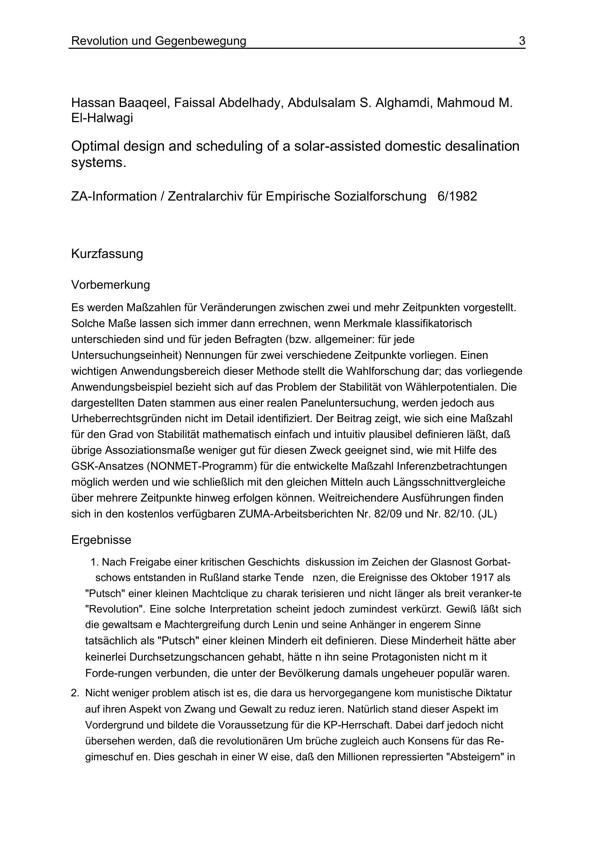 Revolution und Gegenbewegung 3
Hassan Baaqeel, Faissal Abdelhady, Abdulsalam S. Alghamdi, Mahmoud M.
El-Halwagi
Optimal design and scheduling of a solar-assisted domestic desalination
systems.
ZA-Information / Zentralarchiv für Empirische Sozialforschung 6/1982
Kurzfassung
Vorbemerkung
Es werden Maßzahlen für Veränderungen zwischen zwei und mehr Zeitpunkten vorgestellt.
Solche Maße lassen sich immer dann errechnen, wenn Merkmale klassifikatorisch
unterschieden sind und für jeden Befragten (bzw. allgemeiner: für jede
Untersuchungseinheit) Nennungen für zwei verschiedene Zeitpunkte vorliegen. Einen
wichtigen Anwendungsbereich dieser Methode stellt die Wahlforschung dar; das vorliegende
Anwendungsbeispiel bezieht sich auf das Problem der Stabilität von Wählerpotentialen. Die
dargestellten Daten stammen aus einer realen Paneluntersuchung, werden jedoch aus
Urheberrechtsgründen nicht im Detail identifiziert. Der Beitrag zeigt, wie sich eine Maßzahl
für den Grad von Stabilität mathematisch einfach und intuitiv plausibel definieren läßt, daß
übrige Assoziationsmaße weniger gut für diesen Zweck geeignet sind, wie mit Hilfe des
GSK-Ansatzes (NONMET-Programm) für die entwickelte Maßzahl Inferenzbetrachtungen
möglich werden und wie schließlich mit den gleichen Mitteln auch Längsschnittvergleiche
über mehrere Zeitpunkte hinweg erfolgen können. Weitreichendere Ausführungen finden
sich in den kostenlos verfügbaren ZUMA-Arbeitsberichten Nr. 82/09 und Nr. 82/10. (JL)
Ergebnisse
1. Nach Freigabe einer kritischen Geschichts diskussion im Zeichen der Glasnost Gorbat-
schows entstanden in Rußland starke Tende nzen, die Ereignisse des Oktober 1917 als
"Putsch" einer kleinen Machtclique zu charak terisieren und nicht länger als breit veranker-te
"Revolution". Eine solche Interpretation scheint jedoch zumindest verkürzt. Gewiß läßt sich
die gewaltsam e Machtergreifung durch Lenin und seine Anhänger in engerem Sinne
tatsächlich als "Putsch" einer kleinen Minderh eit definieren. Diese Minderheit hätte aber
keinerlei Durchsetzungschancen gehabt, hätte n ihn seine Protagonisten nicht m it
Forde-rungen verbunden, die unter der Bevölkerung damals ungeheuer populär waren.
2. Nicht weniger problem atisch ist es, die dara us hervorgegangene kom munistische Diktatur
auf ihren Aspekt von Zwang und Gewalt zu reduz ieren. Natürlich stand dieser Aspekt im
Vordergrund und bildete die Voraussetzung für die KP-Herrschaft. Dabei darf jedoch nicht
übersehen werden, daß die revolutionären Um brüche zugleich auch Konsens für das Re-
gimeschuf en. Dies geschah in einer W eise, daß den Millionen repressierten "Absteigern" in